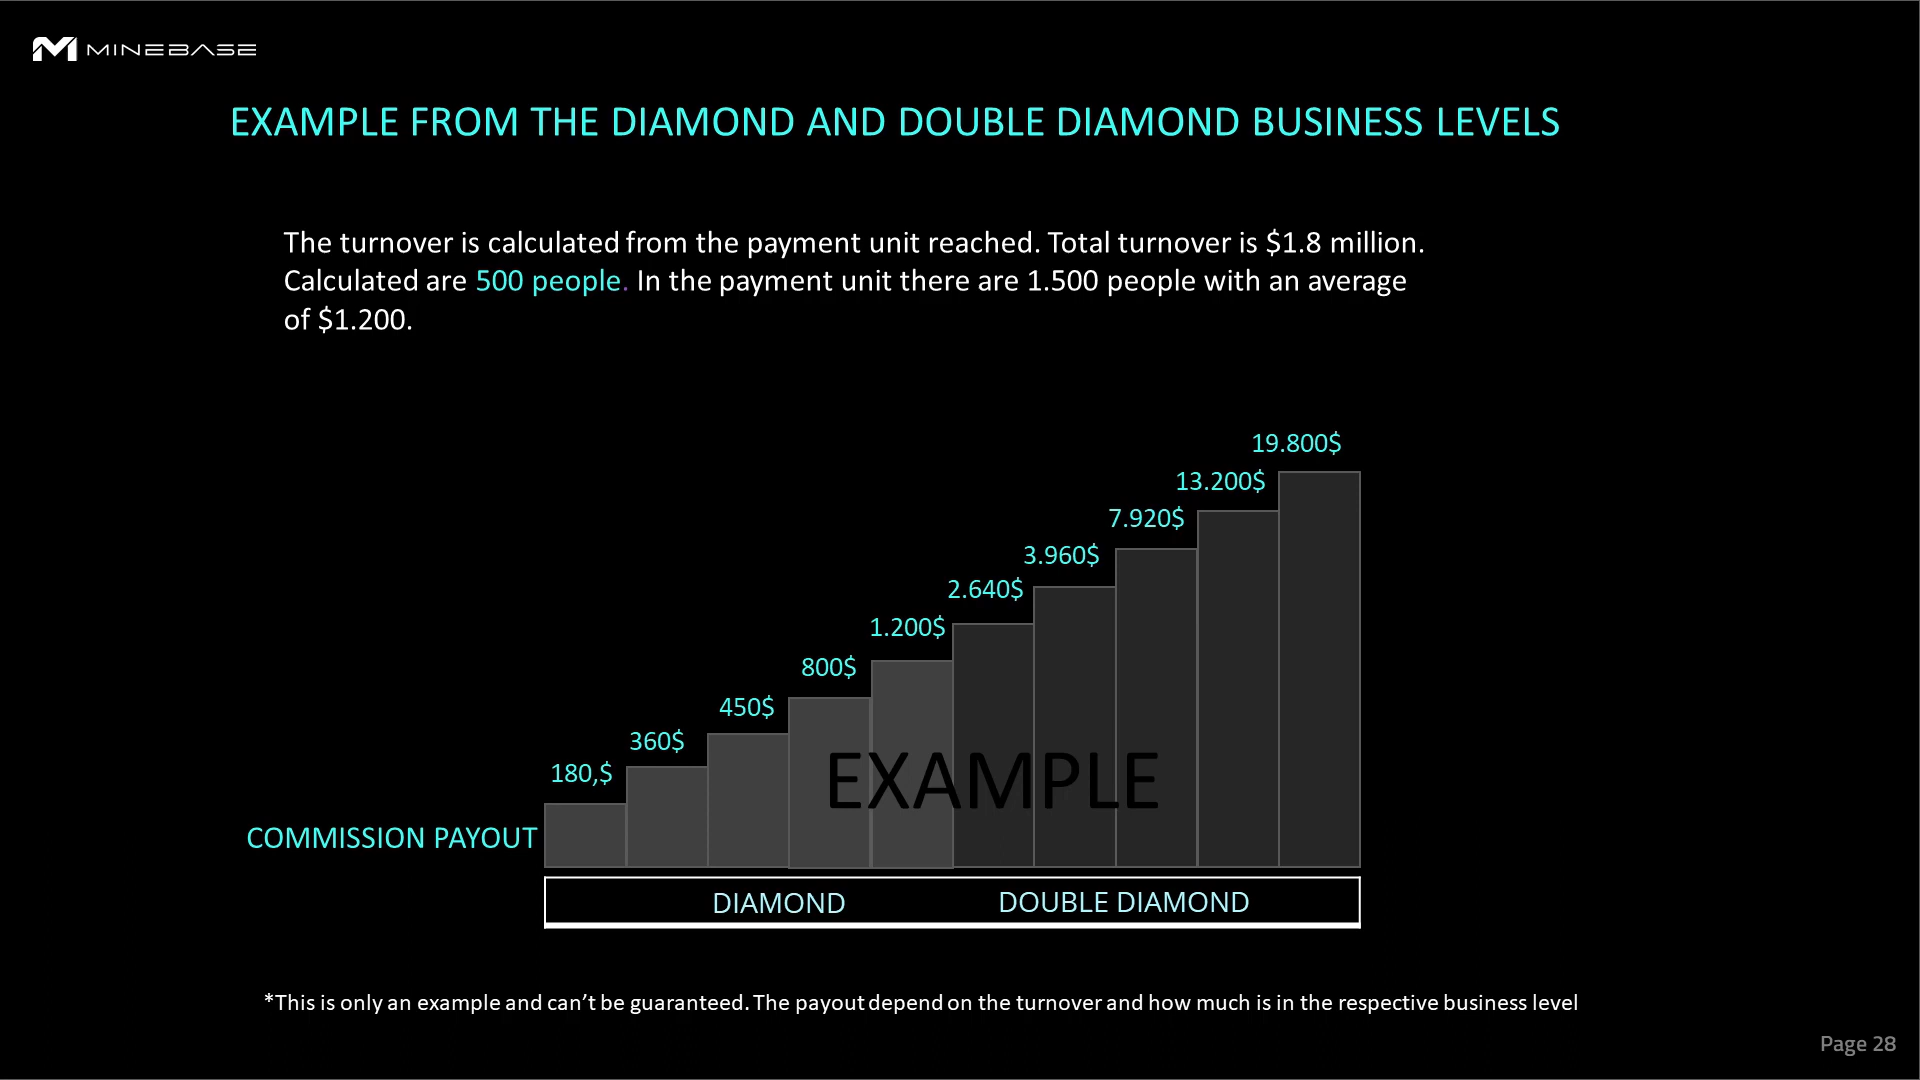 MINEBASE
EXAMPLE FROM THE DIAMOND AND DOUBLE DIAMOND BUSINESS LEVELS
The turnover is calculated from the payment unit reached. Total turnover is $1.8 million.
Calculated are 500 people. In the payment unit there are 1.500 people with an average
of $1.200.
19.800$
13.200$
7.920$
3.960$
2.640$
1.200$
800$
450$
360$
180,$
EXAMPLE
COMMISSION PAYOUT
DIAMOND
DOUBLE DIAMOND
*This is only an example and can’t be guaranteed. The payout depend on the turnover and how much is in the respective business level
Page 28